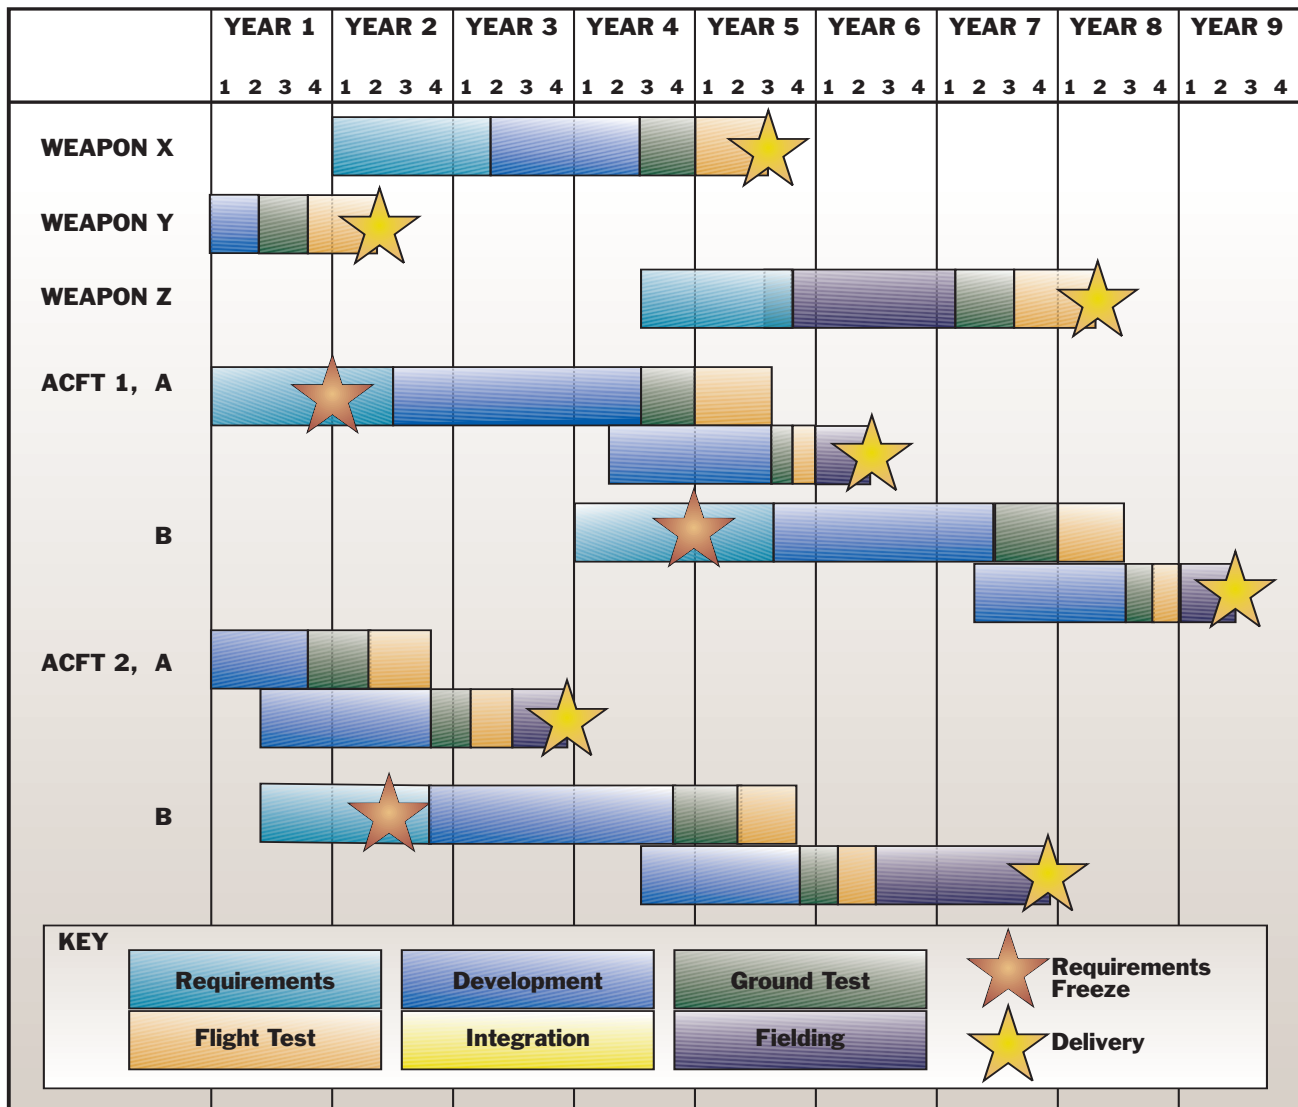 YEAR 1 YEAR 2 YEAR 3 YEAR 4 YEAR 5 YEAR 6 YEAR 7 YEAR 8 YEAR 9
1 2 3 4 1 2 3 4 1 2 3 4 1 2 3 4 1 2 3 4 1 2 3 4 1 2 3 4 1 2 3 4 1 2 3 4
WEAPON X
WEAPON Y
WEAPON Z
ACFT 1, A
B
ACFT 2, A
B
KEY
Requirements Development Ground Test
Flight Test Integration Fielding
Requirements
Freeze
Delivery